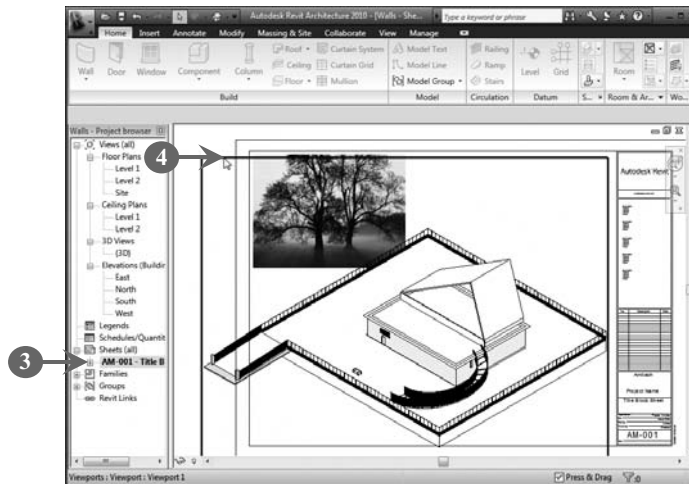 Autodesk Revit Architecture 2010 - [Walls - She...
Type a keyword or phrase
Home Insert Annotate Modify Massing & Site Collaborate View Manage
Wall Door Window Component Column
Roof Curtain System
Ceiling Curtain Grid
Floor Mullion
Model Text
Model Line
Model Group
Railing
Ramp
Stairs
Level Grid
Room
Build Model Circulation Datum S... Room & Ar... Wo...
Walls - Project browser
Views (all)
Floor Plans
Level 1
Level 2
Site
Ceiling Plans
Level 1
Level 2
3D Views
{3D}
Elevations (Buildir
East
North
South
West
Legends
Schedules/Quantit
Sheets (all)
AM-001 - Title B
Families
Groups
Revit Links
4
3
Autodesk Revit
Project Name
AM-001
Viewports : Viewport : Viewport 1
Press & Drag
:0